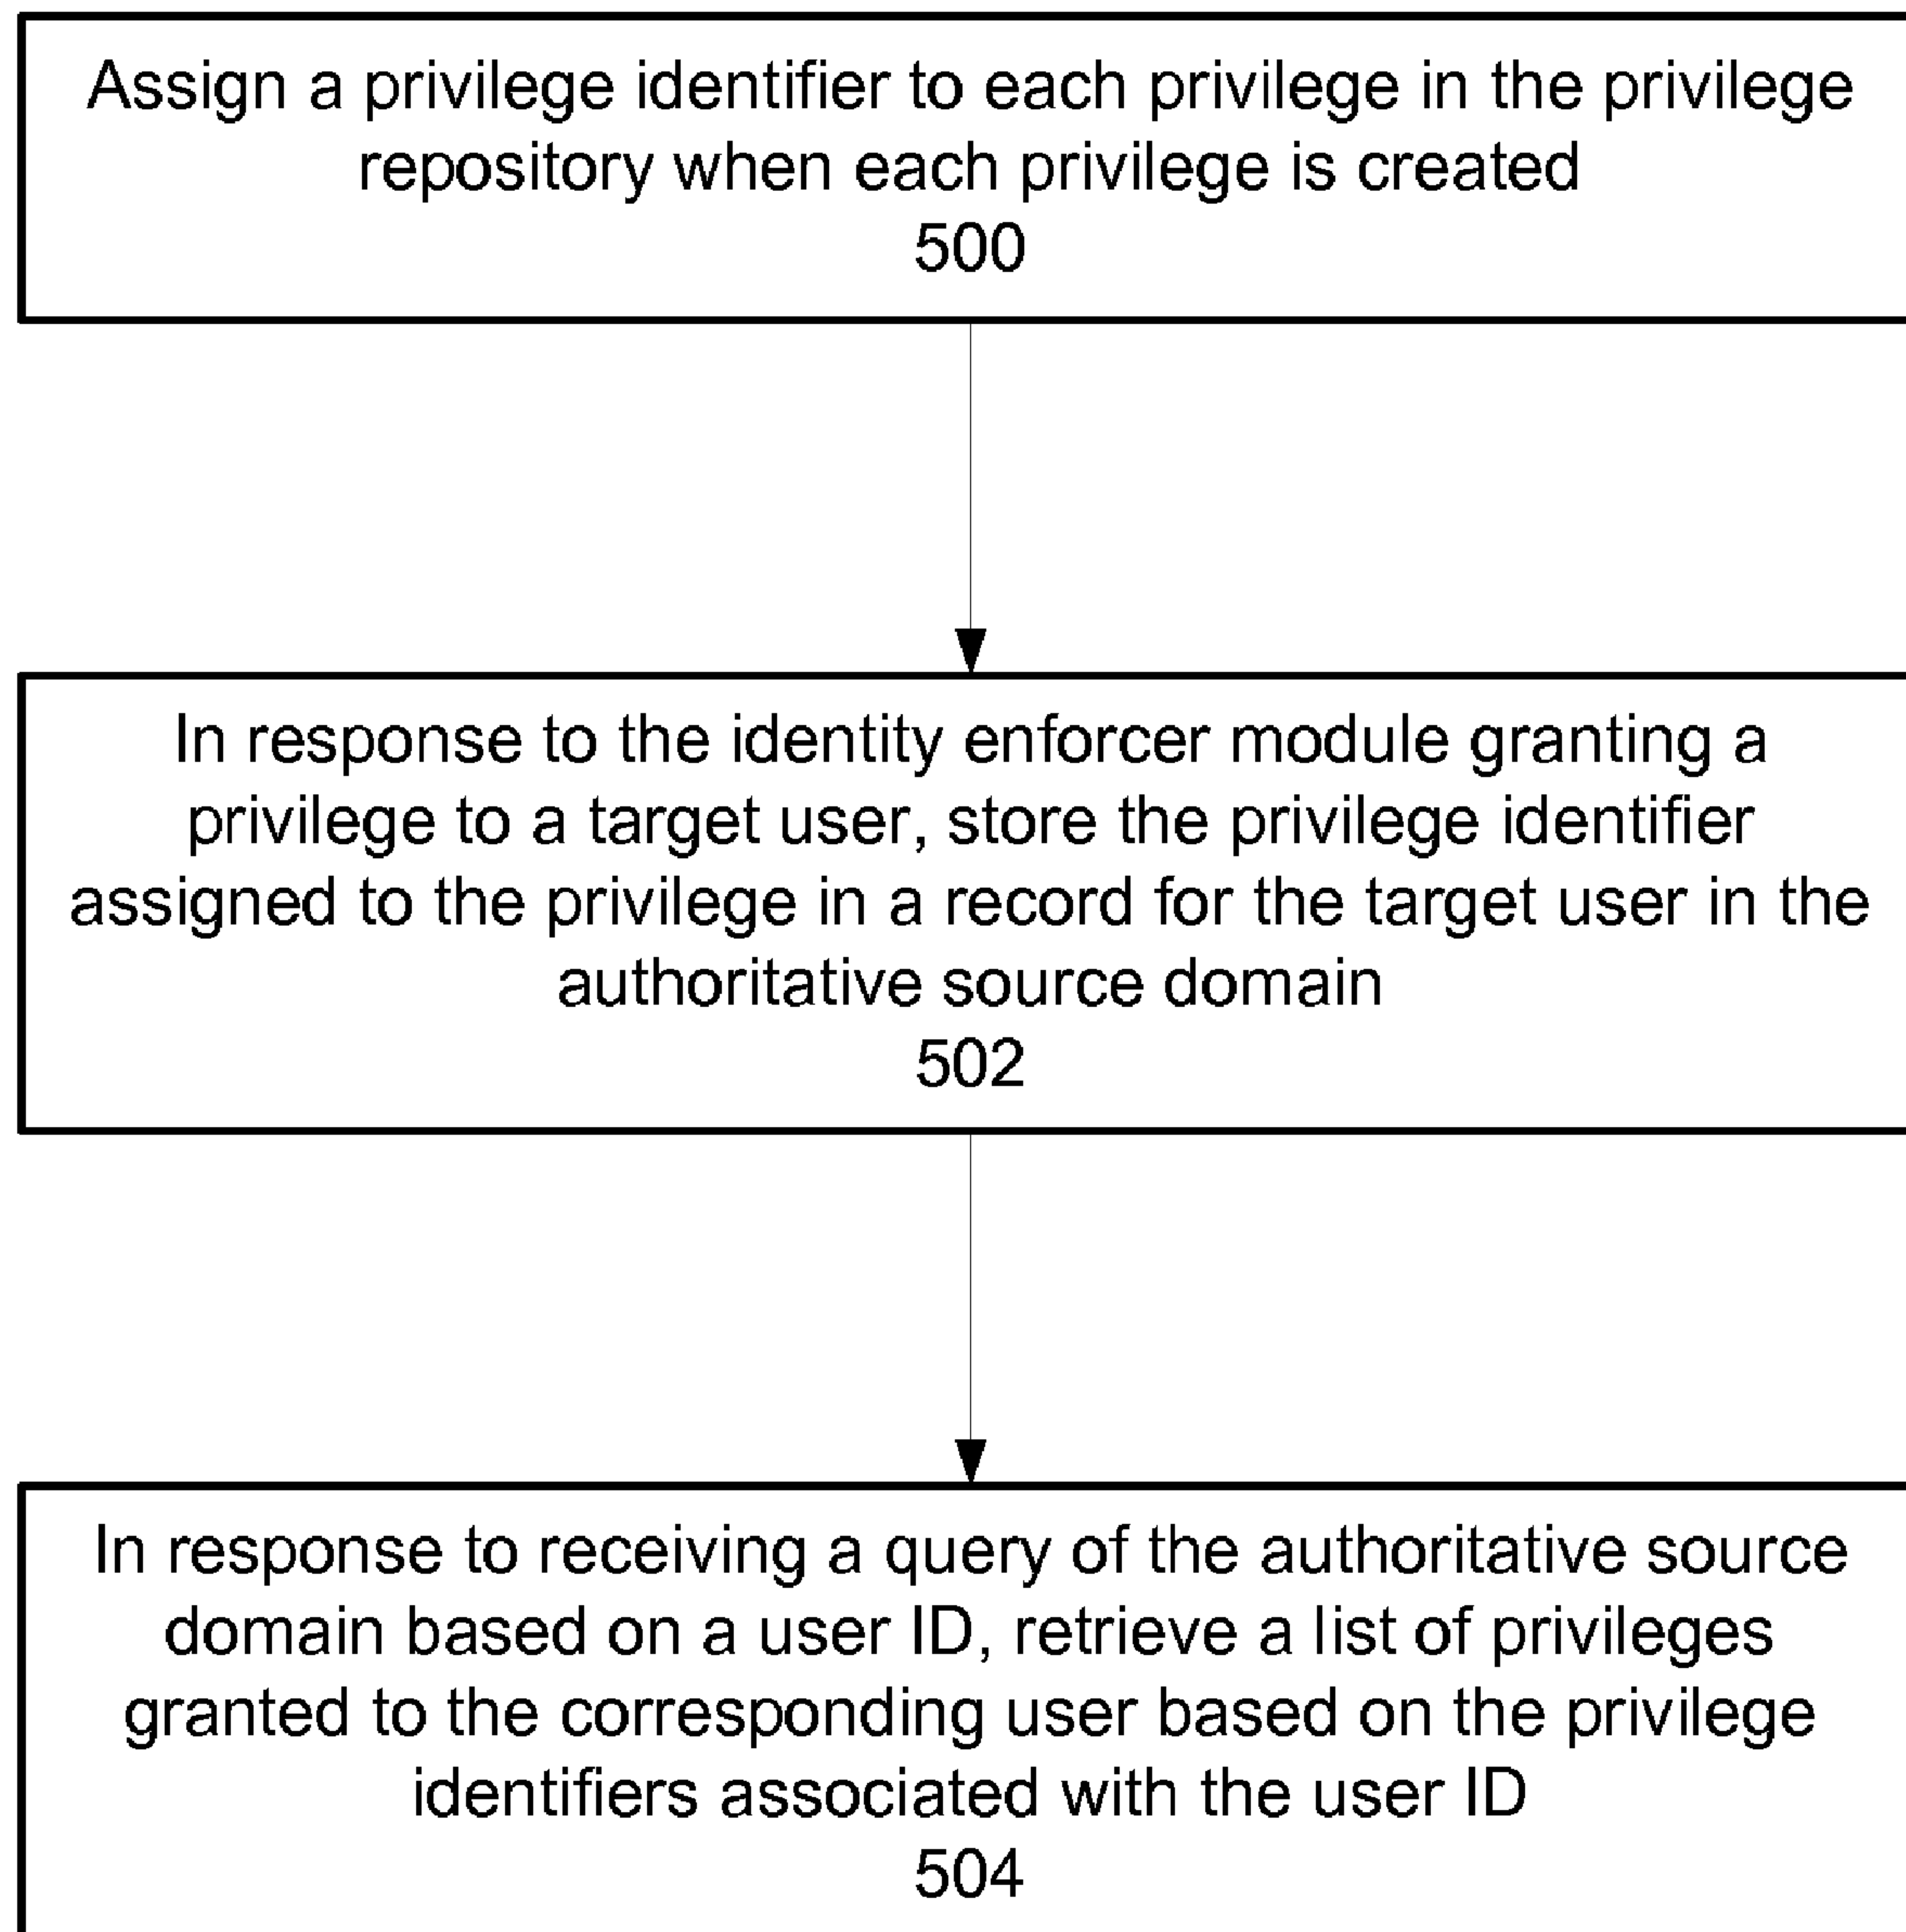 Assign a privilege identifier to each privilege in the privilege
repository when each privilege is created
500
In response to the identity enforcer module granting a
privilege to a target user, store the privilege identifier
assigned to the privilege in a record for the target user in the
authoritative source domain
502
In response to receiving a query of the authoritative source
domain based on a user ID, retrieve a list of privileges
granted to the corresponding user based on the privilege
identifiers associated with the user ID
504